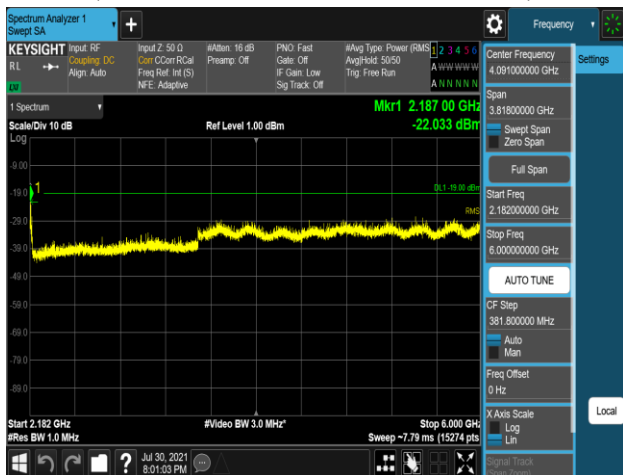 Spectrum Analyzer 1
Swept SA
Frequency
KEYSIGHT
RL
Input: RF
Coupling: DC
Align: Auto
Input Z: 50 Ω
Corr CCorr RCal
Freq Ref: Int (S)
NFE: Adaptive
#Atten: 16 dB
Preamp: Off
PNO: Fast
Gate: Off
IF Gain: Low
Sig Track: Off
#Avg Type: Power (RMS
Avg|Hold: 50/50
Trig: Free Run
1 2 3 4 5 6
A W W W W W
A N N N N N
1 Spectrum
Scale/Div 10 dB
Log
Ref Level 1.00 dBm
Mkr1 2.187 00 GHz
-22.033 dBm
-9.00
-19.0
-29.0
-39.0
-49.0
-59.0
-69.0
-79.0
-89.0
1
DL1 -19.00 dBm
RMS
Start 2.182 GHz
#Res BW 1.0 MHz
#Video BW 3.0 MHz*
Stop 6.000 GHz
Sweep ~7.79 ms (15274 pts)
Jul 30, 2021
8:01:03 PM
Center Frequency
4.091000000 GHz
Span
3.81800000 GHz
Swept Span
Zero Span
Full Span
Start Freq
2.182000000 GHz
Stop Freq
6.000000000 GHz
AUTO TUNE
CF Step
381.800000 MHz
Auto
Man
Freq Offset
0 Hz
X Axis Scale
Log
Lin
Signal Track
(Span Zoom)
Settings
Local